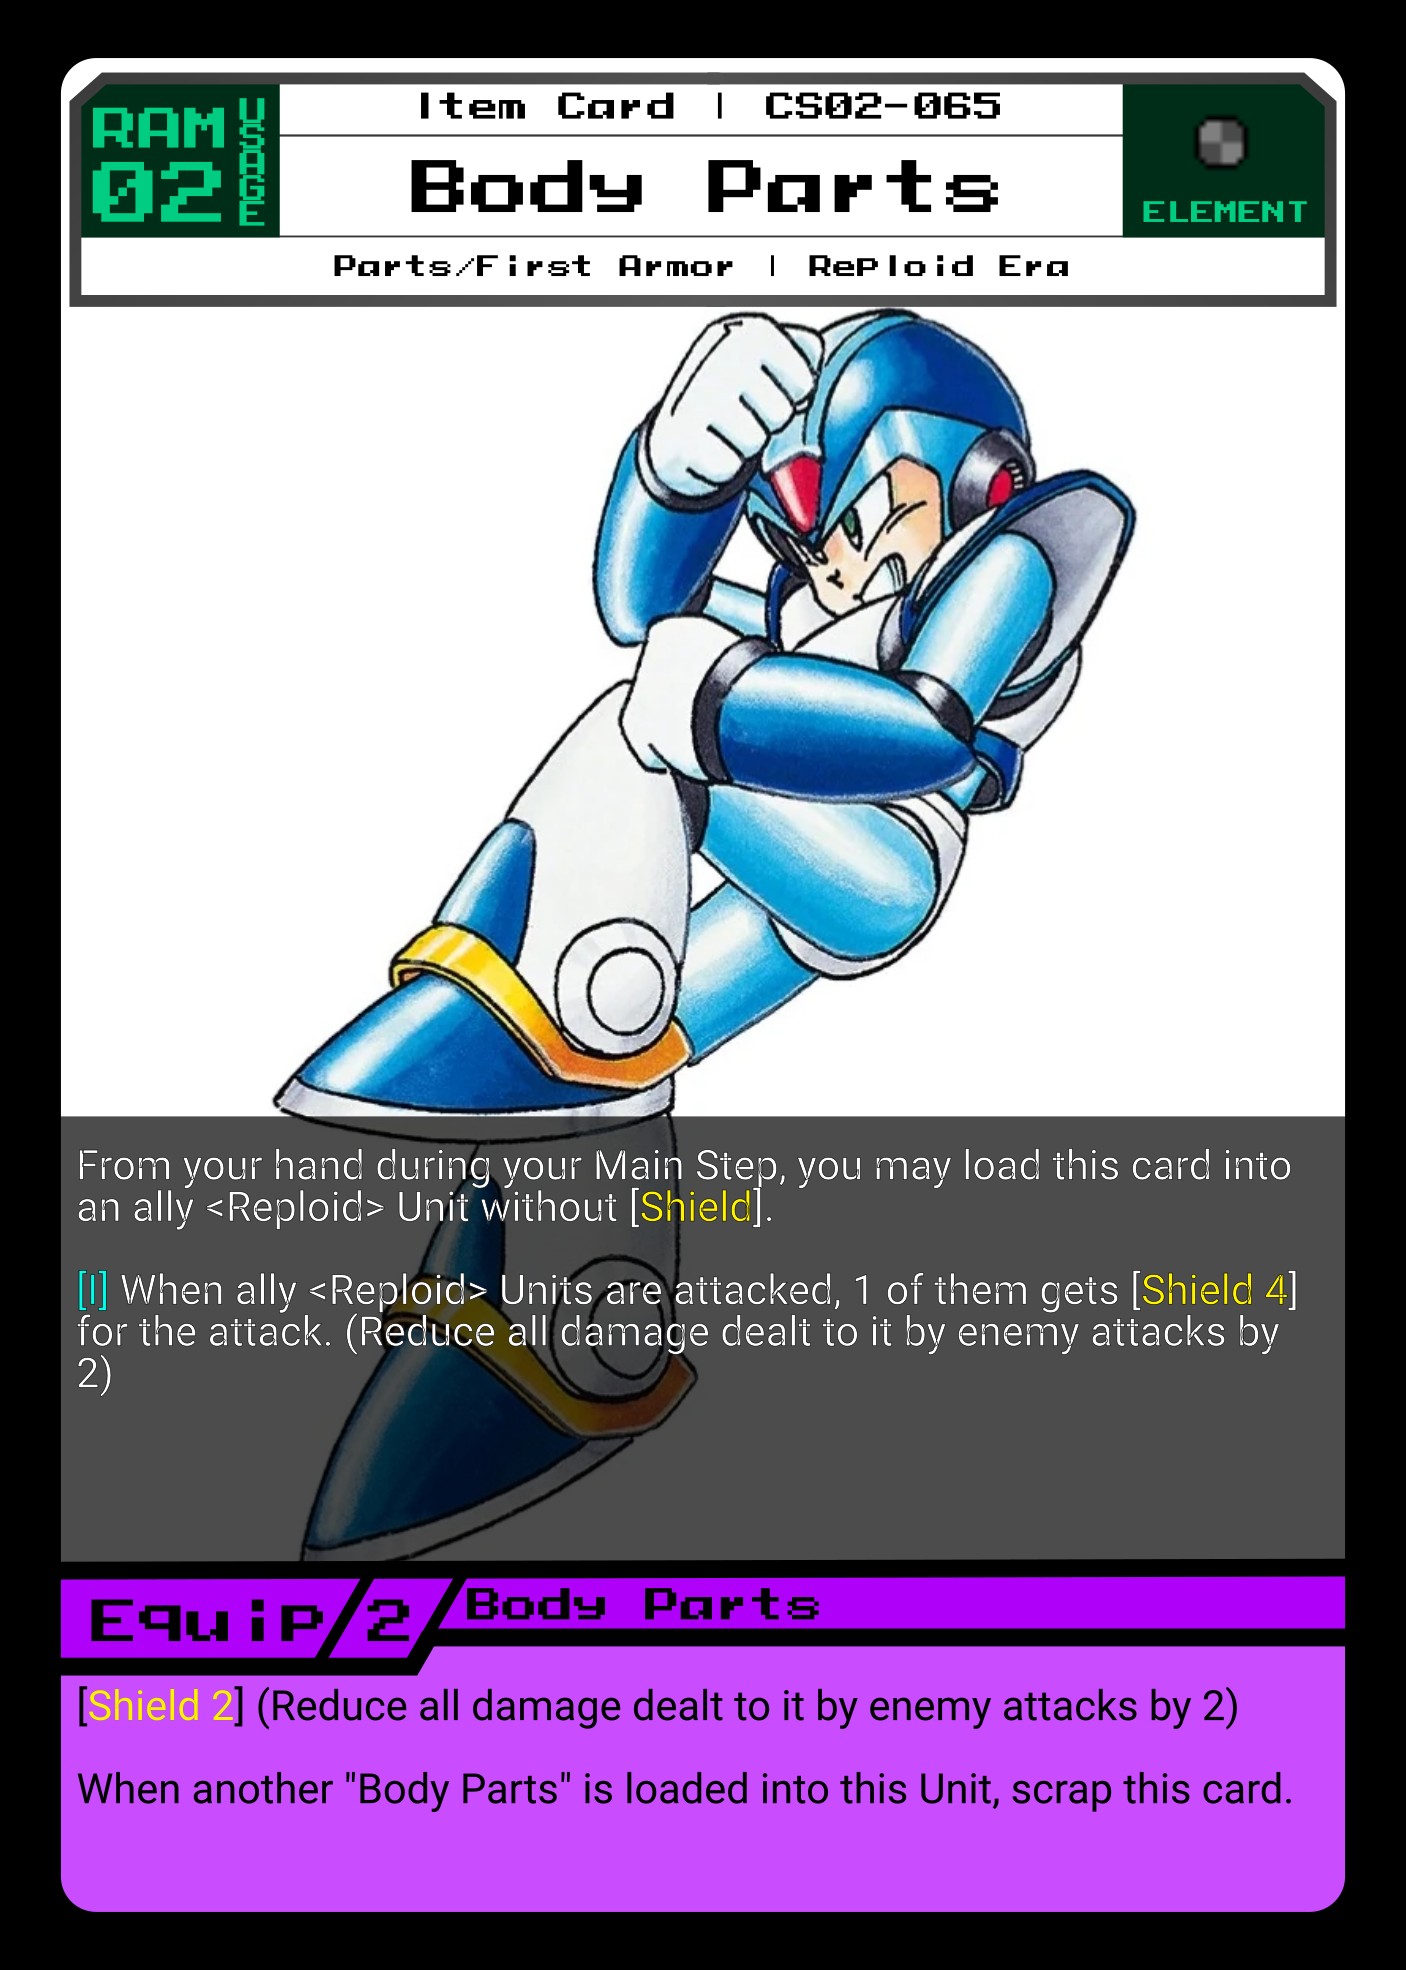 RAM
02
USAGE
Item Card | CS02-065
Body Parts
ELEMENT
Parts/First Armor | Reploid Era
From your hand during your Main Step, you may load this card into
an ally <Reploid> Unit without [Shield].
[I] When ally <Reploid> Units are attacked, 1 of them gets [Shield 4]
for the attack. (Reduce all damage dealt to it by enemy attacks by
2)
Equip/2/ Body Parts
[Shield 2] (Reduce all damage dealt to it by enemy attacks by 2)
When another "Body Parts" is loaded into this Unit, scrap this card.